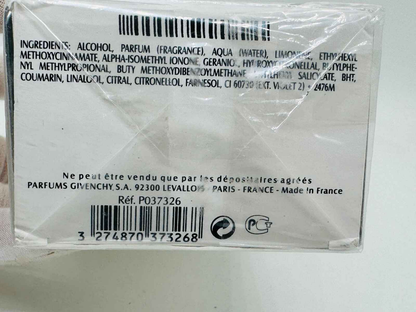 INGREDIENTS: ALCOHOL, PARFUM (FRAGRANCE), AQUA (WATER), LIMONENE, ETHYLHEXYL
METHOXYCINNAMATE, ALPHA-ISOMETHYL IONONE, GERANIOL, HYDROXYCITRONELLAL, BUTYLPHE-
NYL METHYLPROPIONAL, BUTYL METHOXYDIBENZOYLMETHANE, ETHYLHEXYL SALICYLATE, BHT,
COUMARIN, LINALOOL, CITRAL, CITRONELLOL, FARNESOL, CI 60730 (EXT. VIOLET 2) • 2476M
Ne peut être vendu que par les dépositaires agréés
PARFUMS GIVENCHY S.A. 92300 LEVALLOIS - PARIS - FRANCE - Made in France
Réf. P037326
3 274870 373268